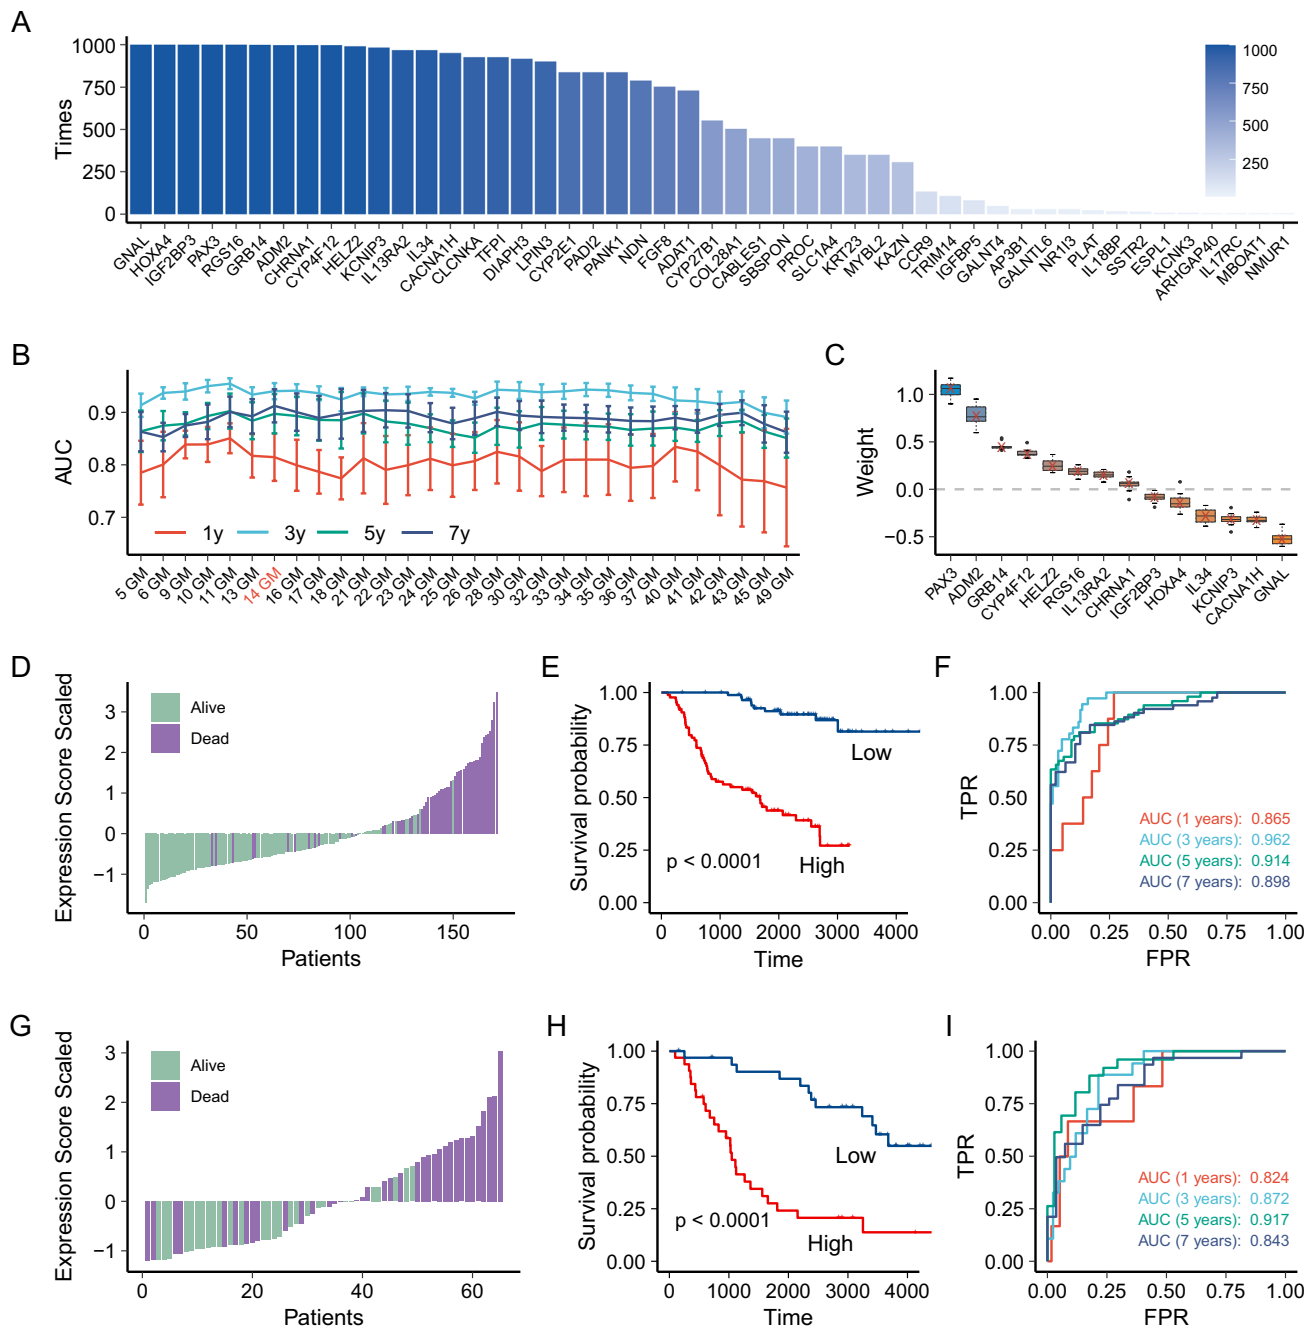 A
Times
1000
750
500
250
0
1000
750
500
250
GNAL
HOXA4
IGF2BP3
PAX3
RGS16
GRB14
ADM2
CHRNA1
CYP4F12
HELZ2
KCNIP3
IL13RA2
IL34
CACNA1H
CLCNKA
TFPI
DIAPH3
LPIN3
CYP2E1
PADI2
PANK1
NDN
FGF8
ADAT1
CYP27B1
COL28A1
CABLES1
SBSPON
PROC
SLC1A4
KRT23
MYBL2
KAZN
CCR9
TRIM14
IGFBP5
GALNT4
AP3B1
GALNTL6
NR1I3
PLAT
IL18BP
SSTR2
ESPL1
KCNK3
ARHGAP40
IL17RC
MBOAT1
NMUR1
B
AUC
0.9
0.8
0.7
1y 3y 5y 7y
5 GM
6 GM
9 GM
10 GM
11 GM
13 GM
14 GM
16 GM
17 GM
18 GM
21 GM
22 GM
23 GM
24 GM
25 GM
26 GM
28 GM
30 GM
32 GM
33 GM
34 GM
35 GM
36 GM
37 GM
40 GM
41 GM
42 GM
43 GM
45 GM
49 GM
C
Weight
1.0
0.5
0.0
−0.5
PAX3
ADM2
GRB14
CYP4F12
HELZ2
RGS16
IL13RA2
CHRNA1
IGF2BP3
HOXA4
IL34
KCNIP3
CACNA1H
GNAL
D
Expression Score Scaled
3
2
1
0
−1
Alive
Dead
0 50 100 150
Patients
E
Survival probability
1.00
0.75
0.50
0.25
0.00
Low
High
p < 0.0001
0 1000 2000 3000 4000
Time
F
TPR
1.00
0.75
0.50
0.25
0.00
AUC (1 years): 0.865
AUC (3 years): 0.962
AUC (5 years): 0.914
AUC (7 years): 0.898
0.00 0.25 0.50 0.75 1.00
FPR
G
Expression Score Scaled
3
2
1
0
−1
Alive
Dead
0 20 40 60
Patients
H
Survival probability
1.00
0.75
0.50
0.25
0.00
Low
High
p < 0.0001
0 1000 2000 3000 4000
Time
I
TPR
1.00
0.75
0.50
0.25
0.00
AUC (1 years): 0.824
AUC (3 years): 0.872
AUC (5 years): 0.917
AUC (7 years): 0.843
0.00 0.25 0.50 0.75 1.00
FPR